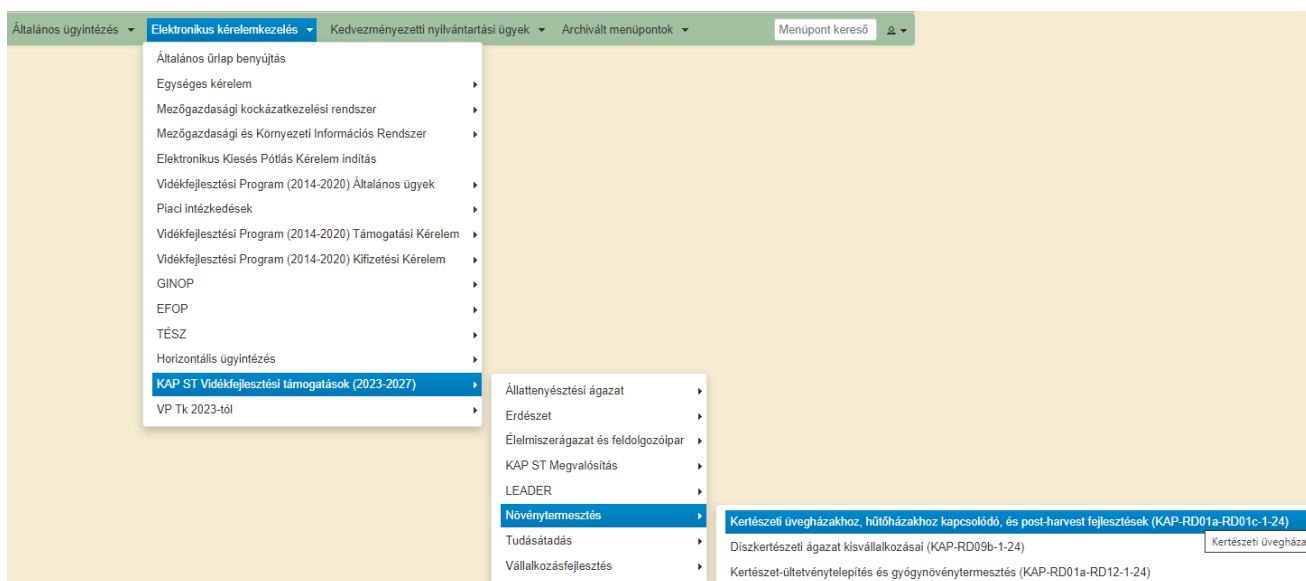 Általános ügyintézés Elektronikus kérelemkezelés Kedvezményezetti nyilvántartási ügyek Archivált menüpontok Menüpont kereső
Általános űrlap benyújtás
Egységes kérelem
Mezőgazdasági kockázatkezelési rendszer
Mezőgazdasági és Környezeti Információs Rendszer
Elektronikus Kiesés Pótlás Kérelem indítás
Vidékfejlesztési Program (2014-2020) Általános ügyek
Piaci intézkedések
Vidékfejlesztési Program (2014-2020) Támogatási Kérelem
Vidékfejlesztési Program (2014-2020) Kifizetési Kérelem
GINOP
EFOP
TÉSZ
Horizontális ügyintézés
KAP ST Vidékfejlesztési támogatások (2023-2027)
VP Tk 2023-tól
Állattenyésztési ágazat
Erdészet
Élelmiszerágazat és feldolgozóipar
KAP ST Megvalósítás
LEADER
Növénytermesztés
Tudásátadás
Vállalkozásfejlesztés
Kertészeti üvegházakhoz, hűtőházakhoz kapcsolódó, és post-harvest fejlesztések (KAP-RD01a-RD01c-1-24)
Kertészeti üvegháza
Díszkertészeti ágazat kisvállalkozásai (KAP-RD09b-1-24)
Kertészet-ültetvénytelepítés és gyógynövénytermesztés (KAP-RD01a-RD12-1-24)